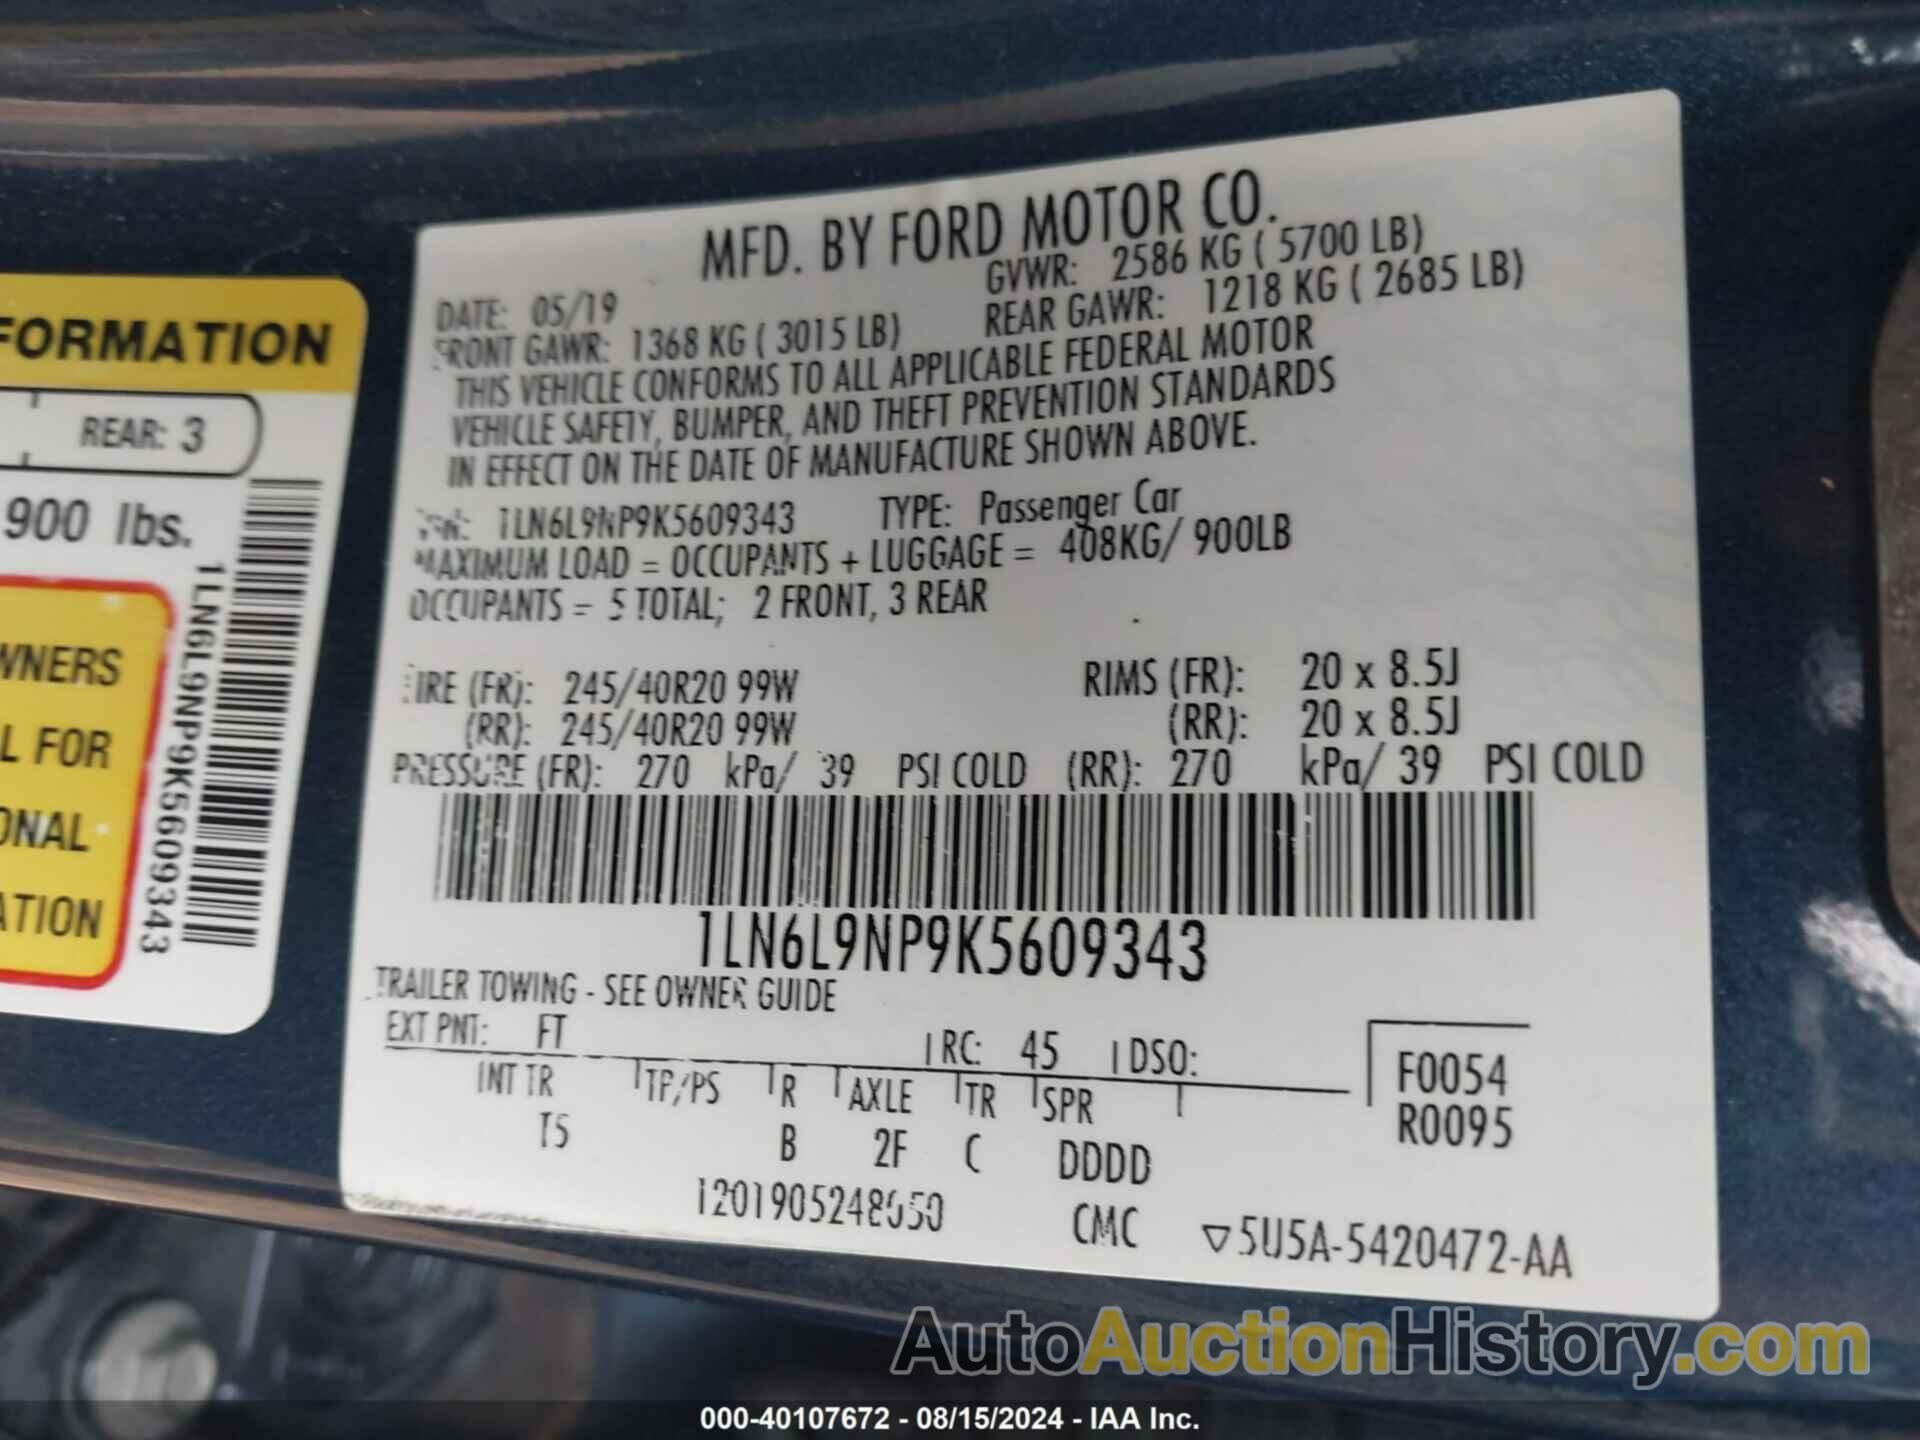 FORMATION
REAR: 3
900 lbs.
1LN6L9NP9K5609343
WNERS
L FOR
ONAL
ATION
MFD. BY FORD MOTOR CO.
DATE: 05/19 GVWR: 2586 KG ( 5700 LB)
FRONT GAWR: 1368 KG ( 3015 LB) REAR GAWR: 1218 KG ( 2685 LB)
THIS VEHICLE CONFORMS TO ALL APPLICABLE FEDERAL MOTOR
VEHICLE SAFETY, BUMPER, AND THEFT PREVENTION STANDARDS
IN EFFECT ON THE DATE OF MANUFACTURE SHOWN ABOVE.
VIN: 1LN6L9NP9K5609343 TYPE: Passenger Car
MAXIMUM LOAD = OCCUPANTS + LUGGAGE = 408KG/ 900LB
OCCUPANTS = 5 TOTAL; 2 FRONT, 3 REAR
TIRE (FR): 245/40R20 99W RIMS (FR): 20 x 8.5J
(RR): 245/40R20 99W (RR): 20 x 8.5J
PRESSURE (FR): 270 kPa/ 39 PSI COLD (RR): 270 kPa/ 39 PSI COLD
1LN6L9NP9K5609343
TRAILER TOWING - SEE OWNER GUIDE
EXT PNT: FT RC: 45 DSO:
INT TR TP/PS R AXLE TR SPR
T5 B 2F C DDDD
F0054
R0095
1201905248050 CMC ▽5U5A-5420472-AA
AutoAuctionHistory.com
000-40107672 - 08/15/2024 - IAA Inc.